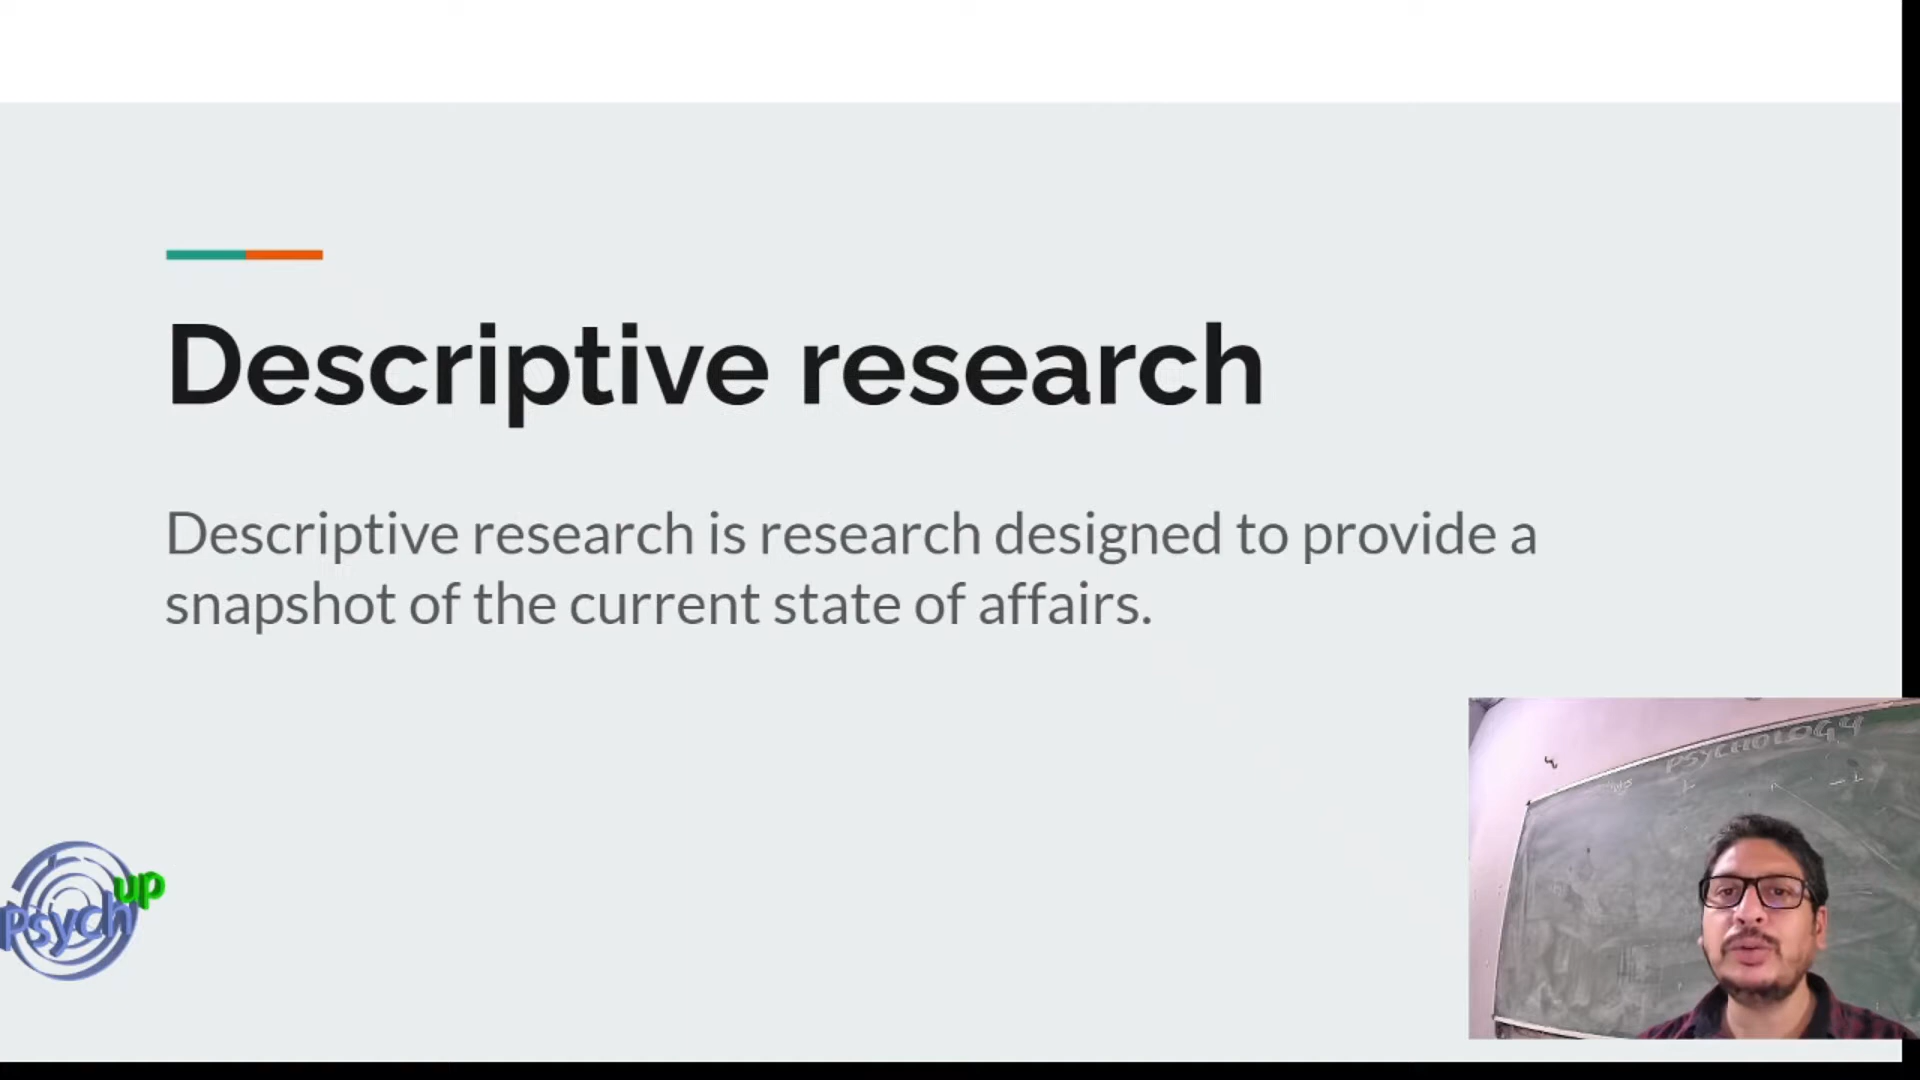 Descriptive research
Descriptive research is research designed to provide a
snapshot of the current state of affairs.
PSYCHOLOGY
Psych up